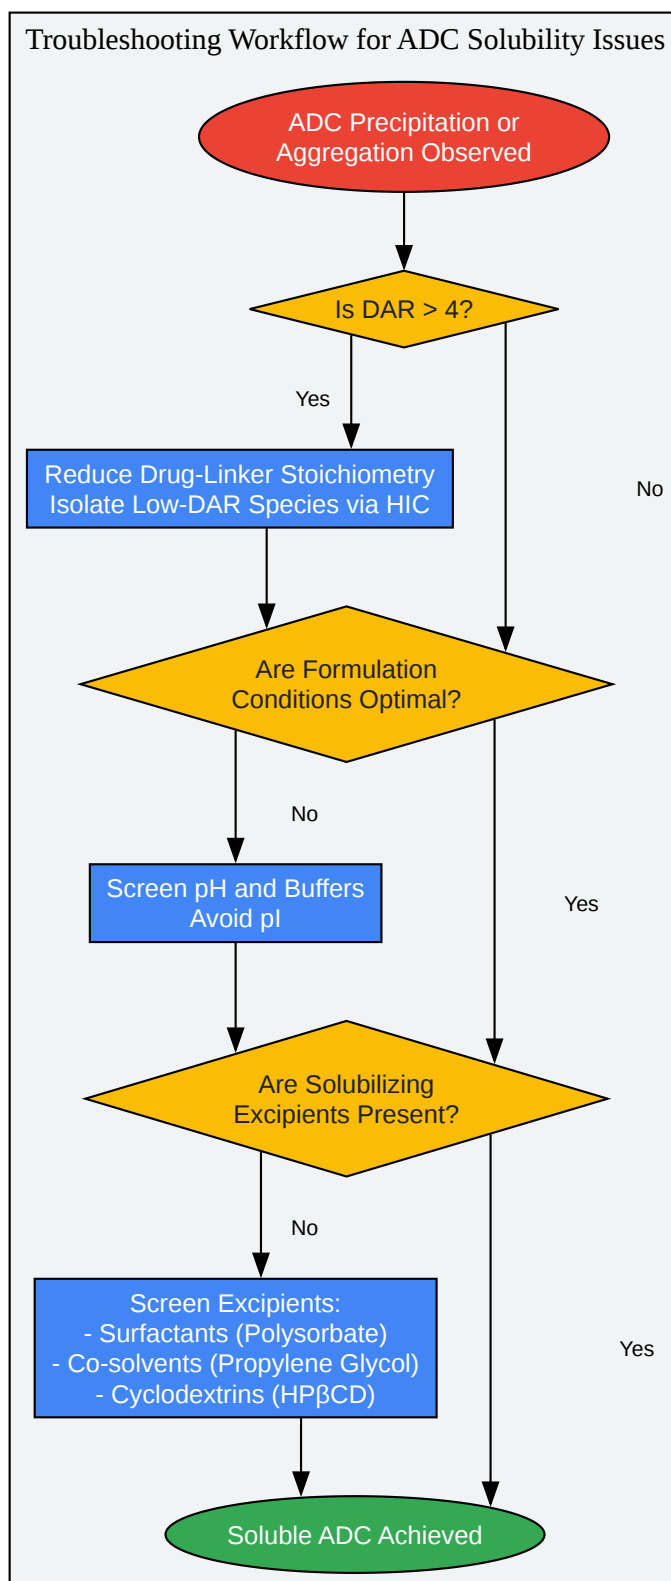 Troubleshooting Workflow for ADC Solubility Issues
ADC Precipitation or
Aggregation Observed
Is DAR > 4?
Yes
Reduce Drug-Linker Stoichiometry
Isolate Low-DAR Species via HIC
No
Are Formulation
Conditions Optimal?
No
Screen pH and Buffers
Avoid pI
Yes
Are Solubilizing
Excipients Present?
No
Screen Excipients:
- Surfactants (Polysorbate)
- Co-solvents (Propylene Glycol)
- Cyclodextrins (HPβCD)
Yes
Soluble ADC Achieved